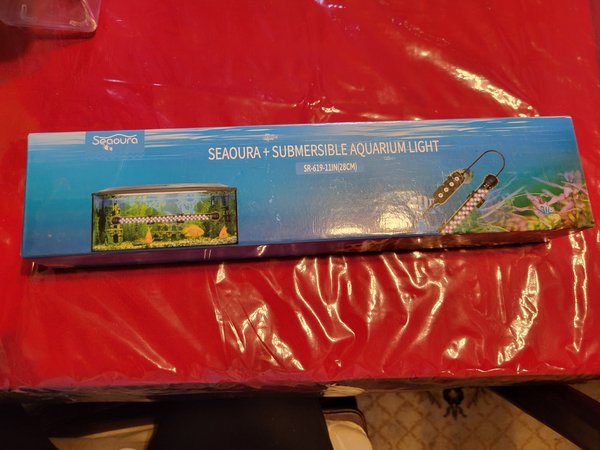 Seaoura
SEAOURA + SUBMERSIBLE AQUARIUM LIGHT
SR-619-11IN(28CM)